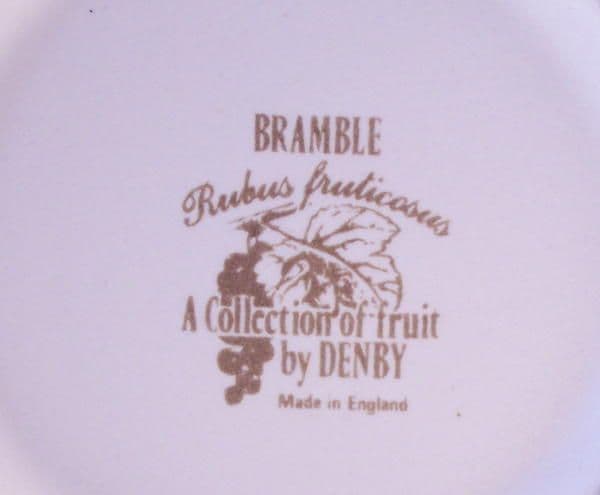 BRAMBLE
Rubus fruticosus
A Collection of fruit
by DENBY
Made in England